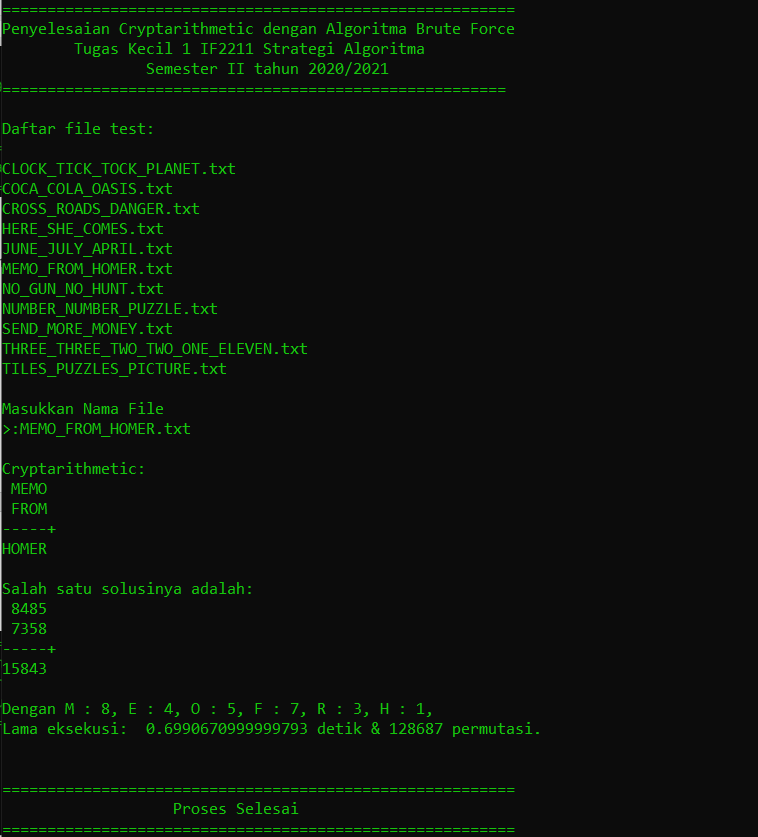 =========================================================
Penyelesaian Cryptarithmetic dengan Algoritma Brute Force
        Tugas Kecil 1 IF2211 Strategi Algoritma
                Semester II tahun 2020/2021
========================================================
Daftar file test:
CLOCK_TICK_TOCK_PLANET.txt
COCA_COLA_OASIS.txt
CROSS_ROADS_DANGER.txt
HERE_SHE_COMES.txt
JUNE_JULY_APRIL.txt
MEMO_FROM_HOMER.txt
NO_GUN_NO_HUNT.txt
NUMBER_NUMBER_PUZZLE.txt
SEND_MORE_MONEY.txt
THREE_THREE_TWO_TWO_ONE_ELEVEN.txt
TILES_PUZZLES_PICTURE.txt
Masukkan Nama File
>:MEMO_FROM_HOMER.txt
Cryptarithmetic:
 MEMO
 FROM
-----+
HOMER
Salah satu solusinya adalah:
 8485
 7358
-----+
15843
Dengan M : 8, E : 4, O : 5, F : 7, R : 3, H : 1,
Lama eksekusi:  0.6990670999999793 detik & 128687 permutasi.
=========================================================
                   Proses Selesai
=========================================================